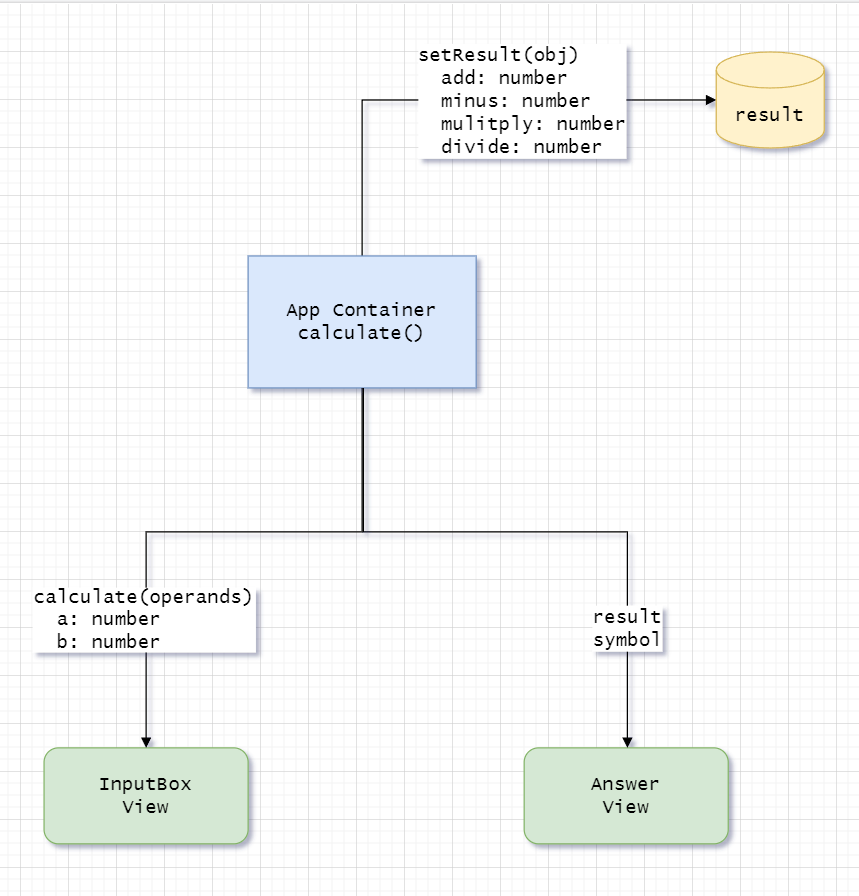 setResult(obj)
add: number
minus: number
mulitply: number
divide: number
result
App Container
calculate()
calculate(operands)
a: number
b: number
result
symbol
InputBox
View
Answer
View